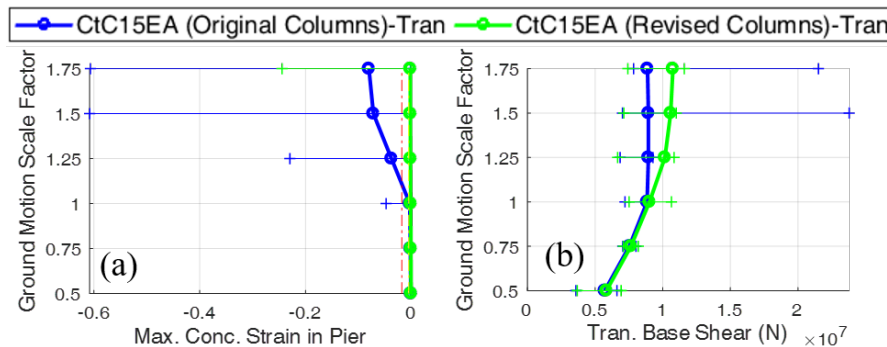 CtC15EA (Original Columns)-Tran CtC15EA (Revised Columns)-Tran
Ground Motion Scale Factor
1.75
1.5
1.25
1
0.75
0.5
(a)
-0.6 -0.4 -0.2 0
Max. Conc. Strain in Pier
Ground Motion Scale Factor
1.75
1.5
1.25
1
0.75
0.5
(b)
0 0.5 1 1.5 2
×10⁷
Tran. Base Shear (N)